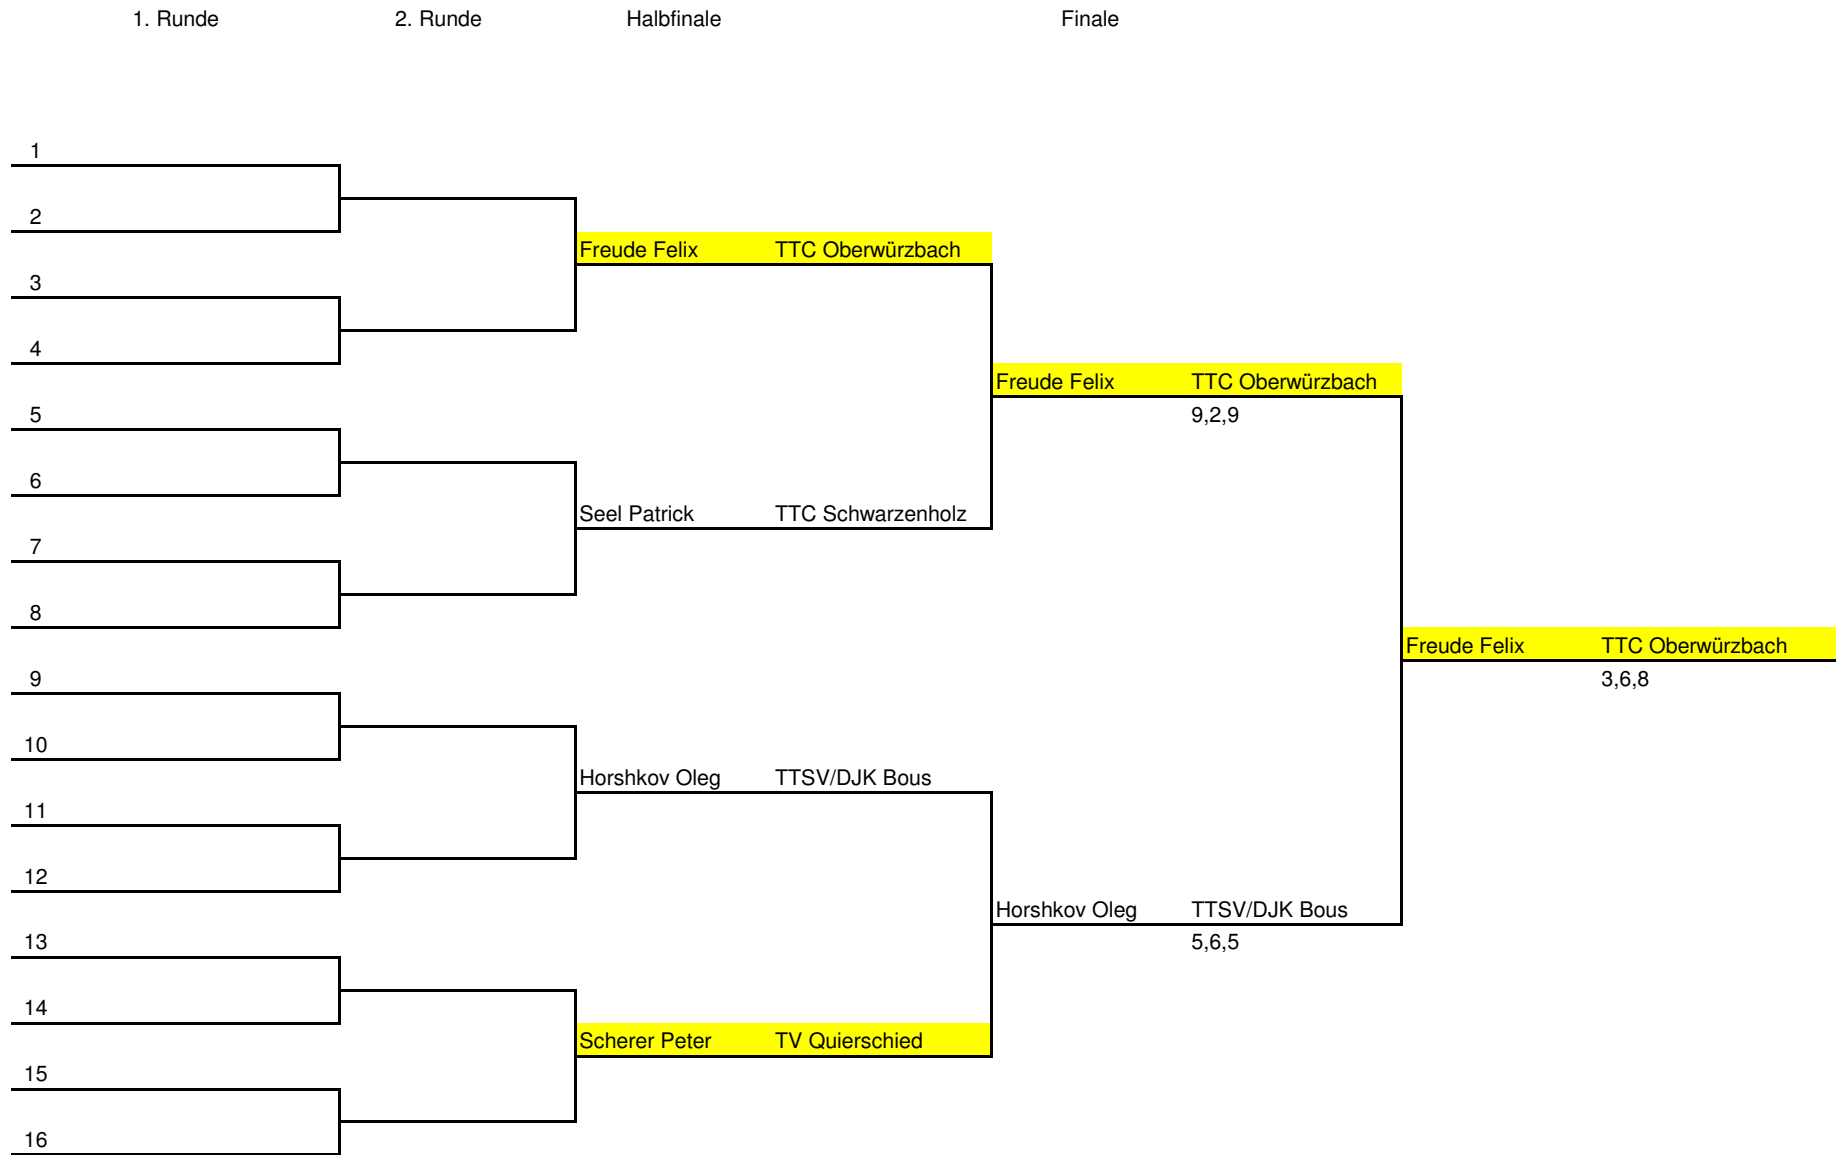 1. Runde 2. Runde Halbfinale Finale
1
2
Freude Felix TTC Oberwürzbach
3
4
Freude Felix TTC Oberwürzbach
5
9,2,9
6
Seel Patrick TTC Schwarzenholz
7
8
Freude Felix TTC Oberwürzbach
9
3,6,8
10
Horshkov Oleg TTSV/DJK Bous
11
12
Horshkov Oleg TTSV/DJK Bous
13
5,6,5
14
Scherer Peter TV Quierschied
15
16